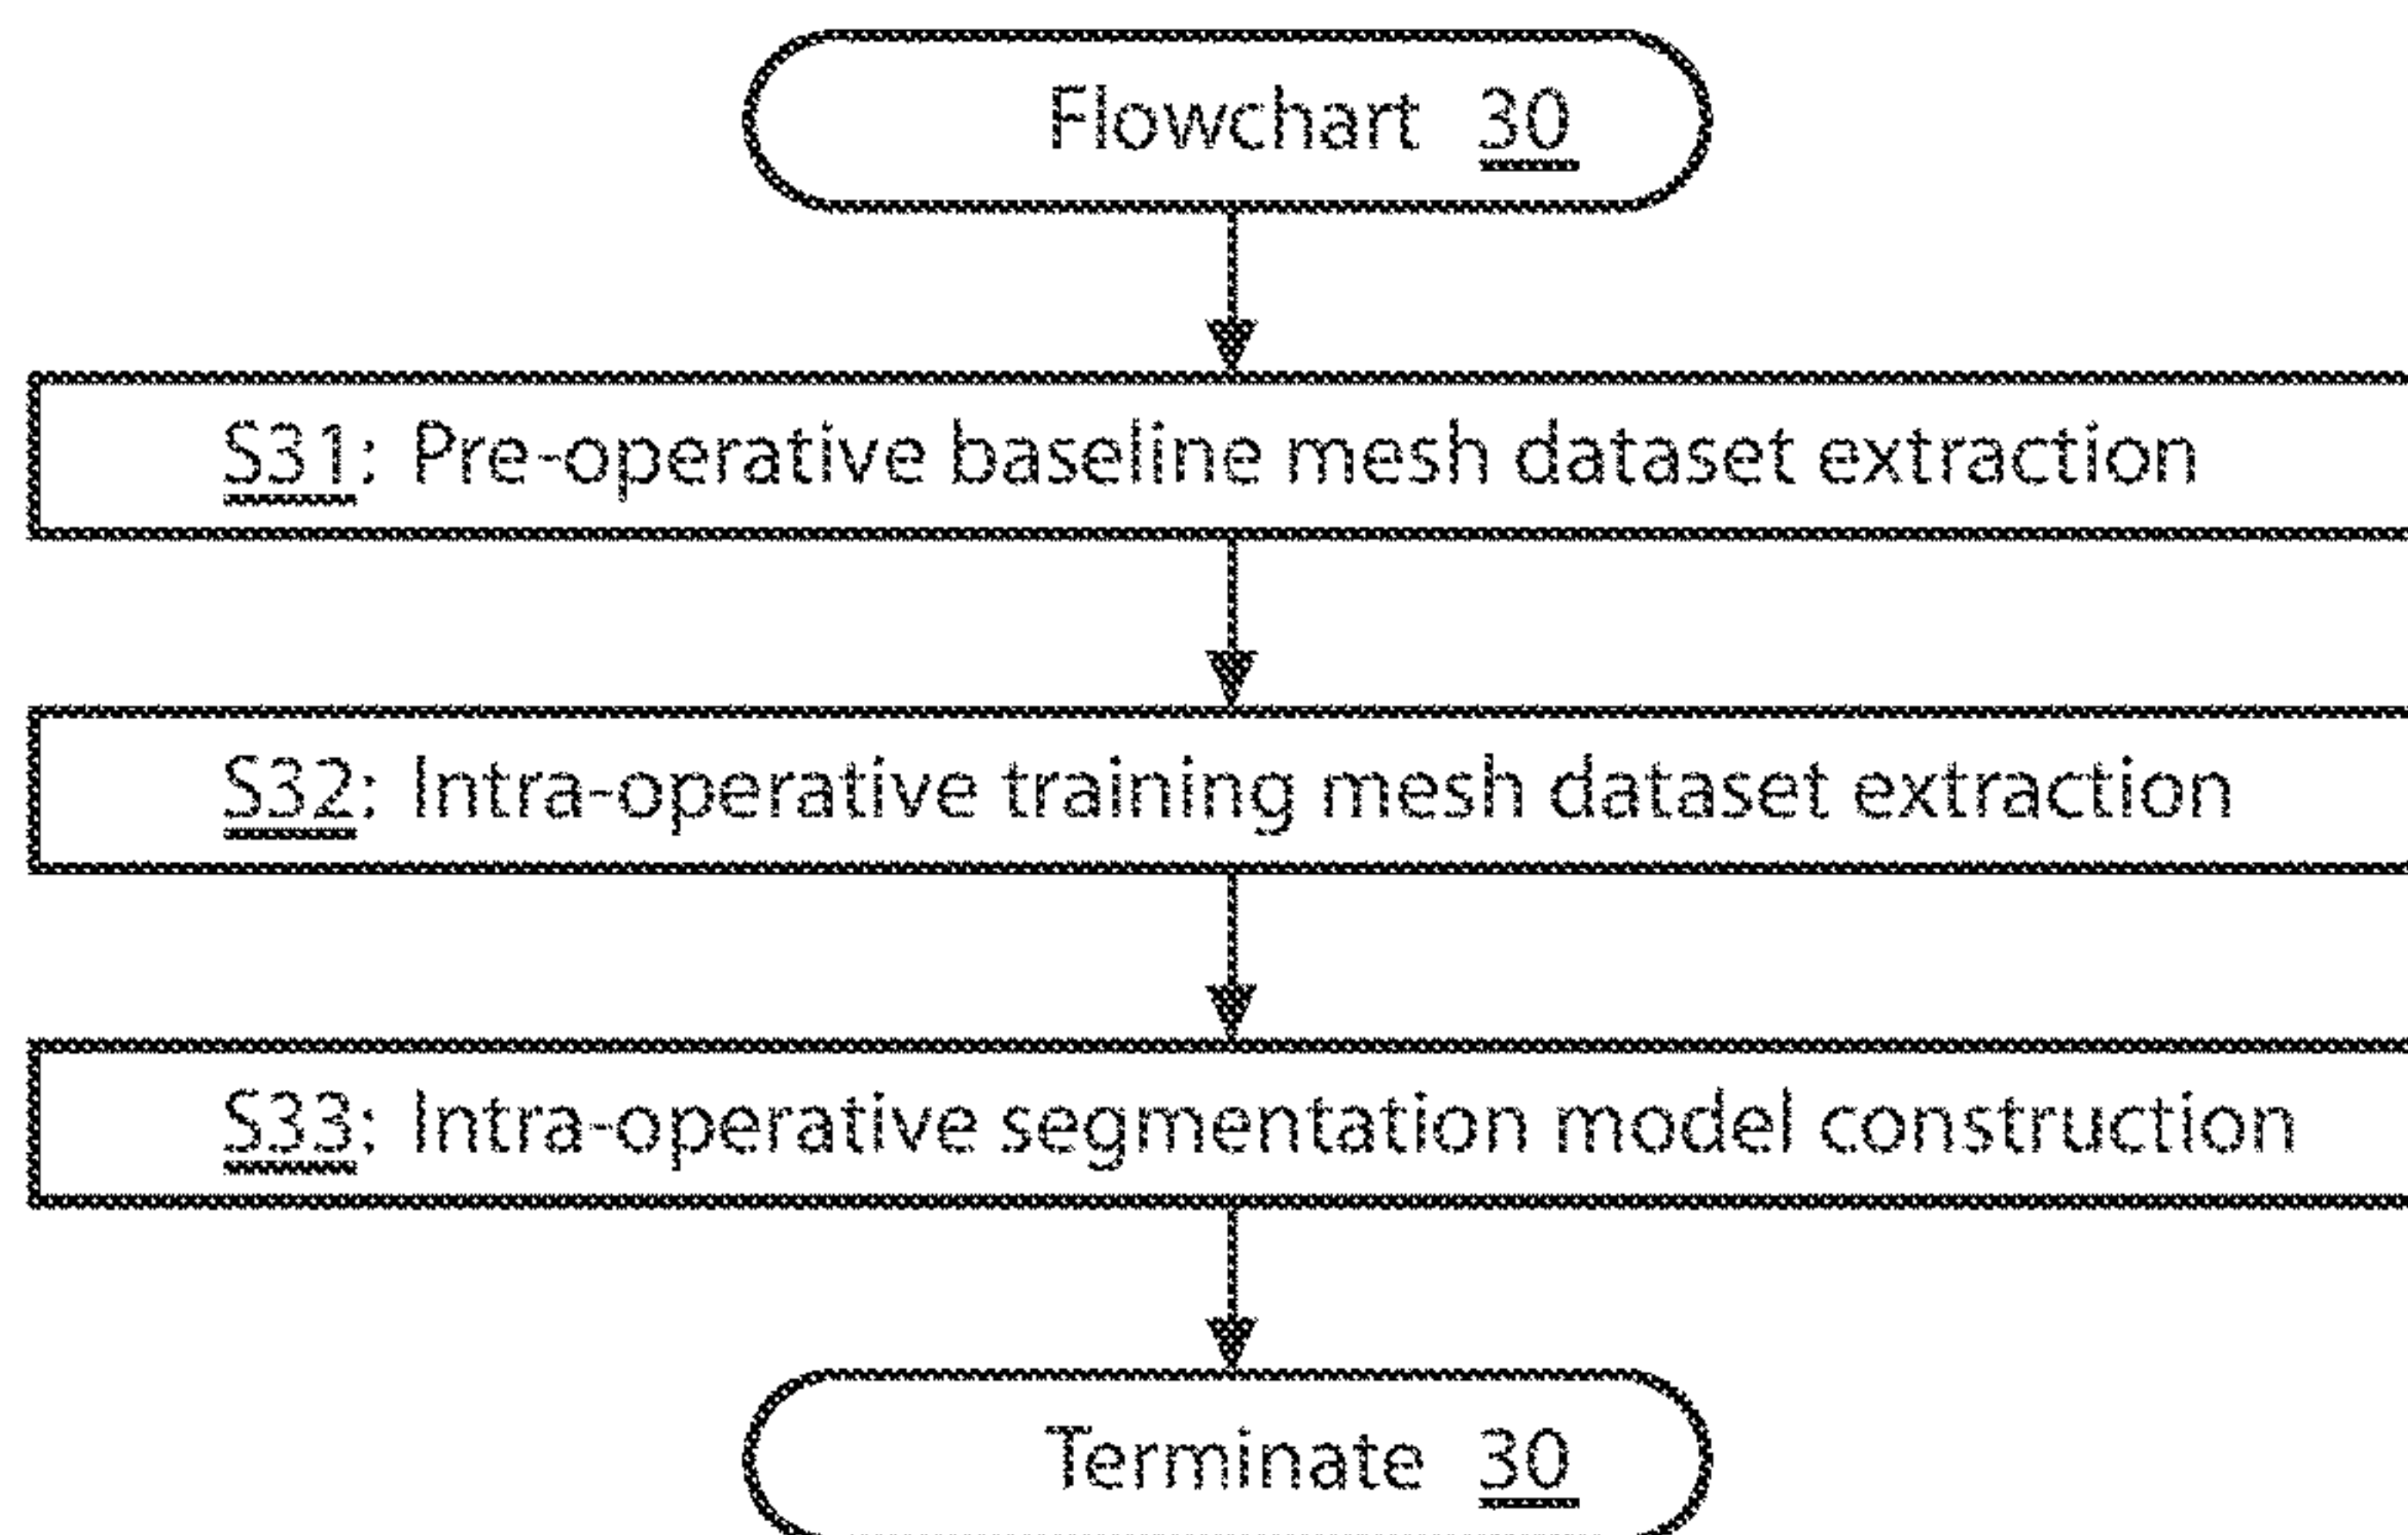 Flowchart 30
S31: Pre-operative baseline mesh dataset extraction
S32: Intra-operative training mesh dataset extraction
S33: Intra-operative segmentation model construction
Terminate 30